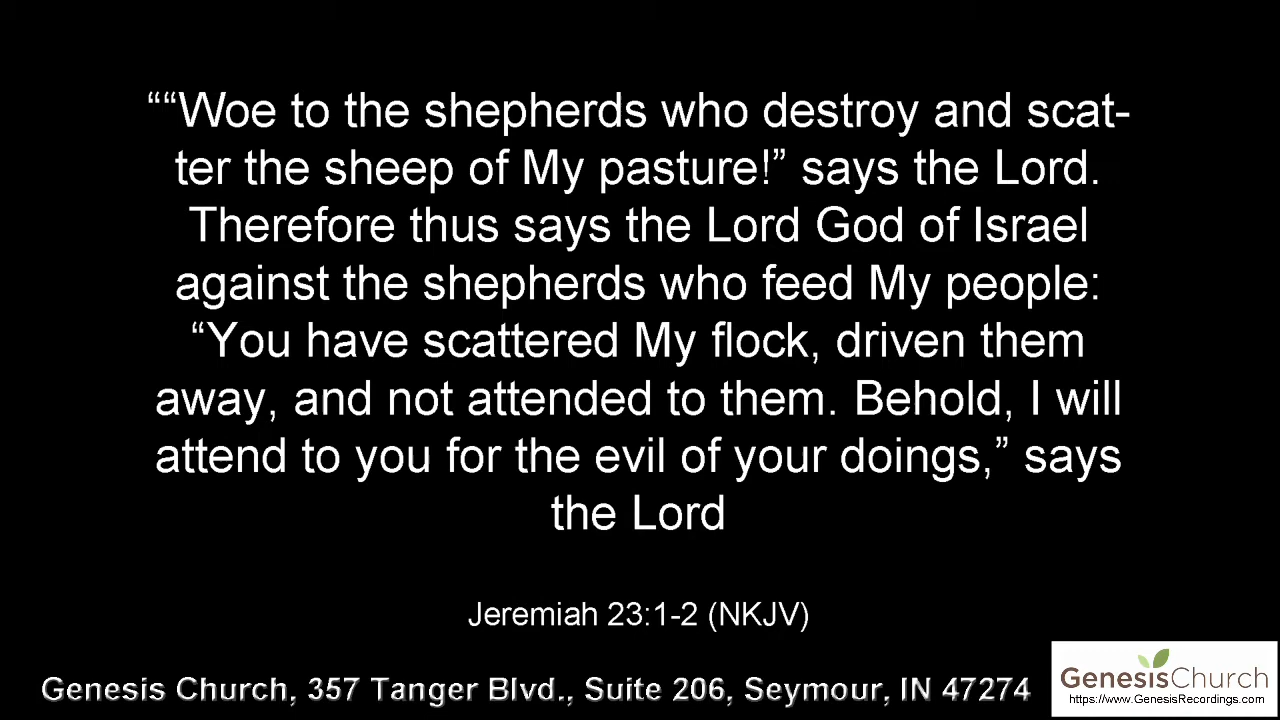 ““Woe to the shepherds who destroy and scat-
ter the sheep of My pasture!” says the Lord.
Therefore thus says the Lord God of Israel
against the shepherds who feed My people:
“You have scattered My flock, driven them
away, and not attended to them. Behold, I will
attend to you for the evil of your doings,” says
the Lord
Jeremiah 23:1-2 (NKJV)
Genesis Church, 357 Tanger Blvd., Suite 206, Seymour, IN 47274
GenesisChurch
https://www.GenesisRecordings.com